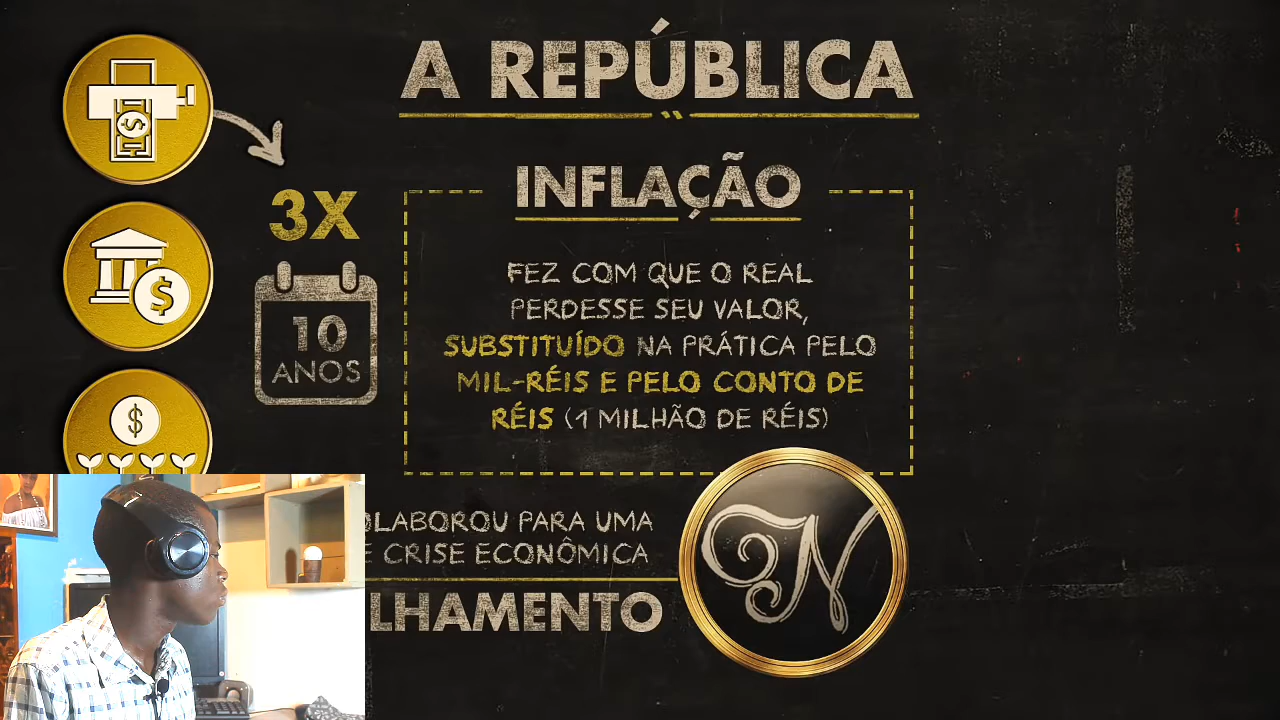 A REPÚBLICA
INFLAÇÃO
3X
10
ANOS
FEZ COM QUE O REAL
PERDESSE SEU VALOR,
SUBSTITUÍDO NA PRÁTICA PELO
MIL-RÉIS E PELO CONTO DE
RÉIS (1 MILHÃO DE RÉIS)
OLABOROU PARA UMA
E CRISE ECONÔMICA
LHAMENTO
N